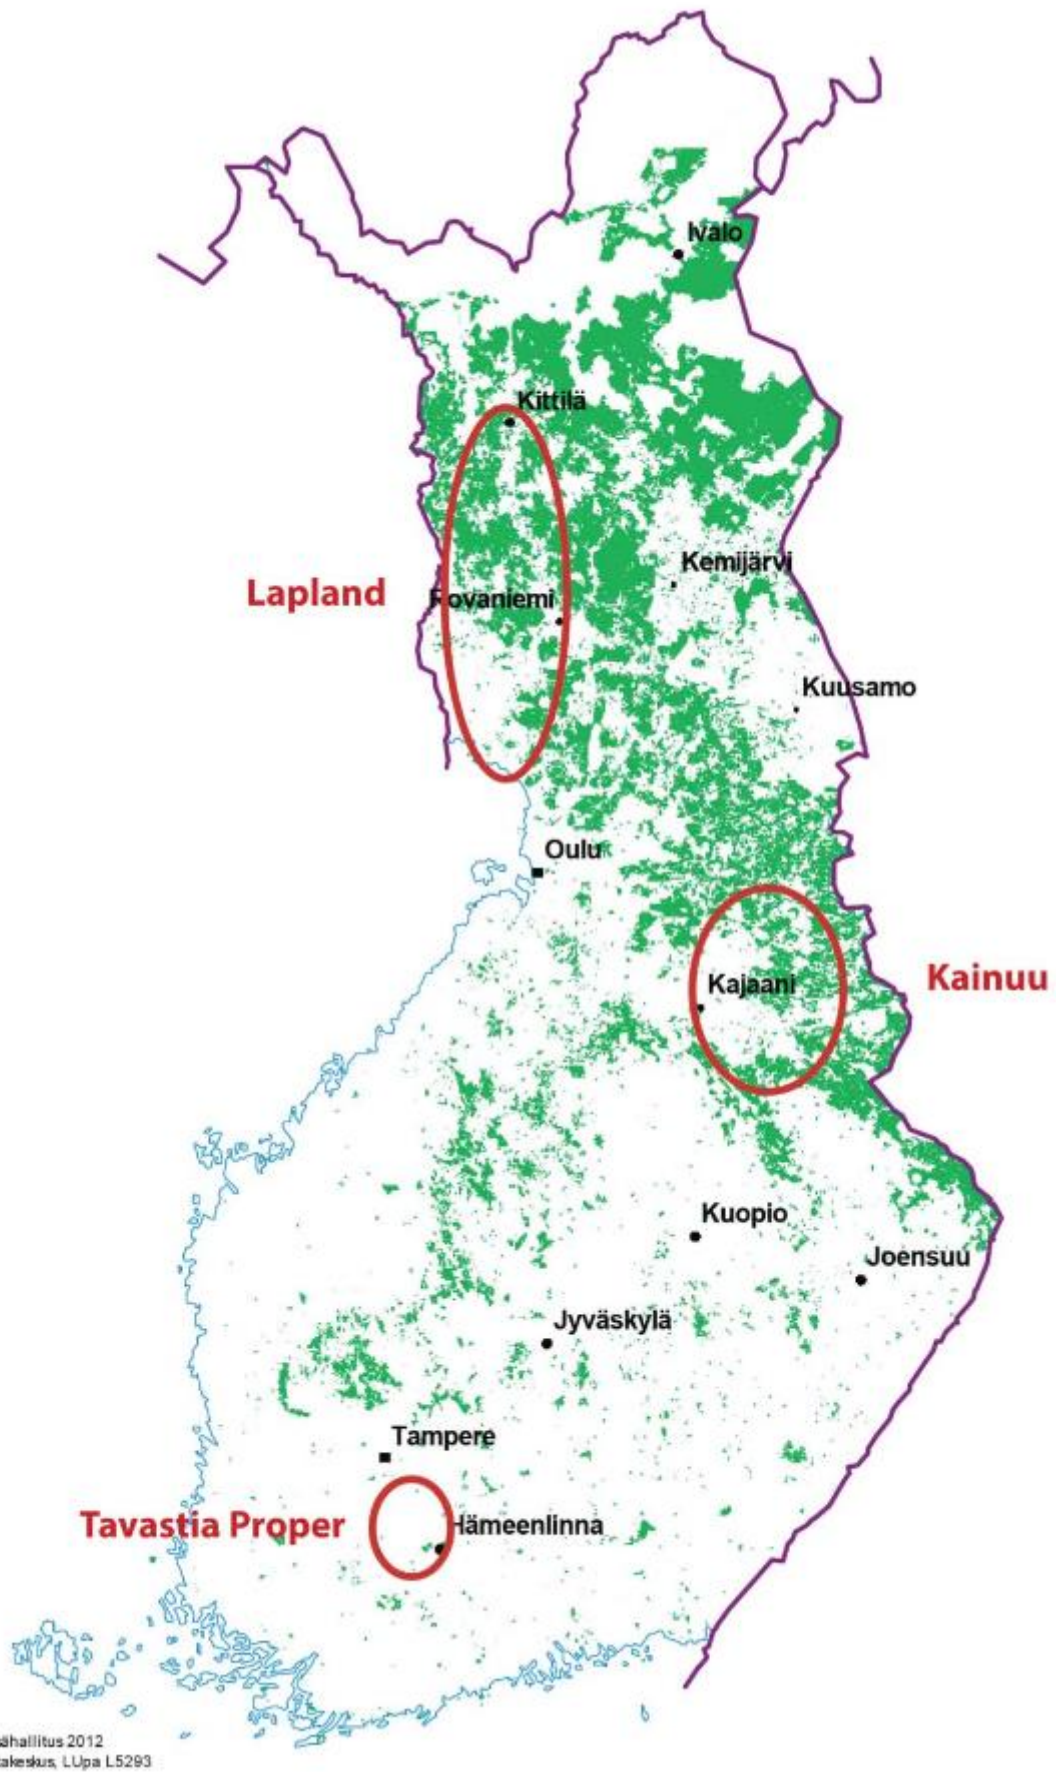 Ivalo
Kittilä
Kemijärvi
Lapland
Rovaniemi
Kuusamo
Oulu
Kainuu
Kajaani
Kuopio
Joensuu
Jyväskylä
Tampere
Tavastia Proper
Hämeenlinna
ähallitus 2012
akeskus, LUpa L5293